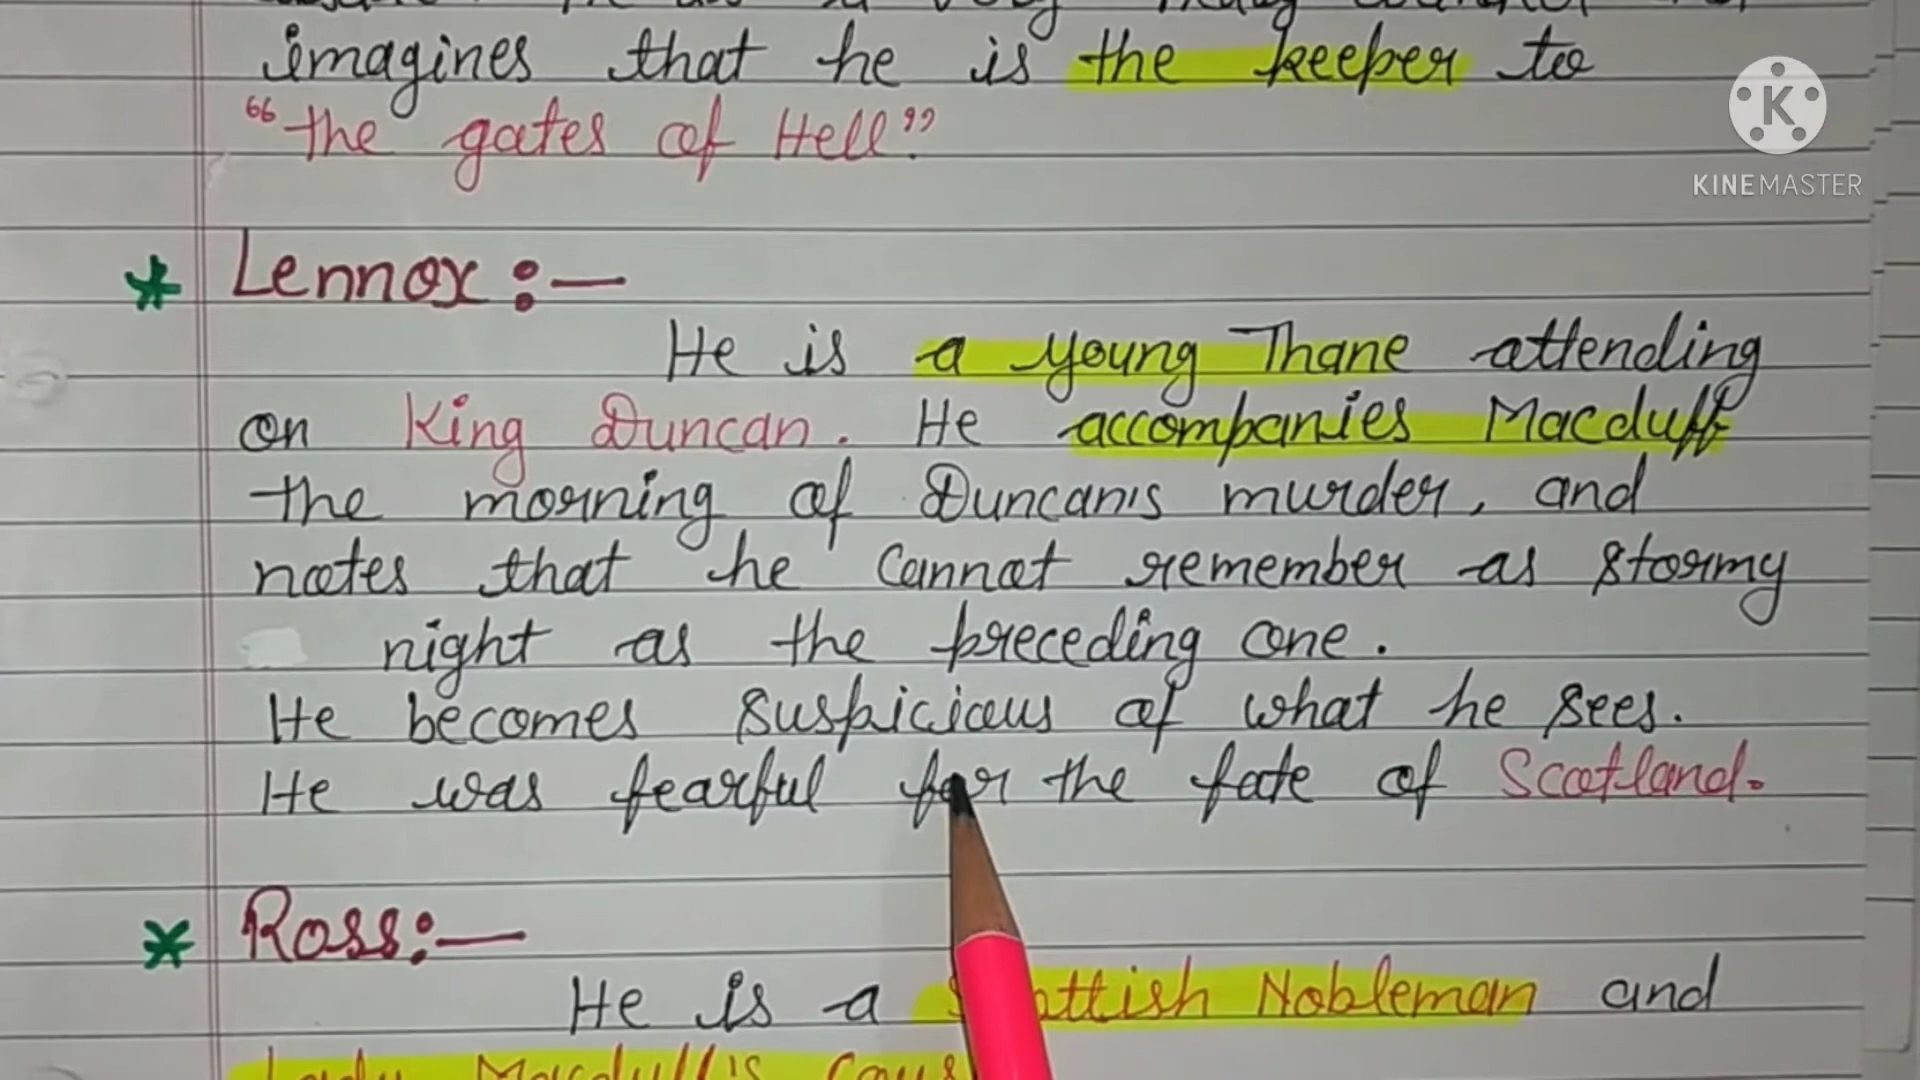 imagines that he is the keeper to
"the gates of Hell".
K
KINEMASTER
* Lennox :—
He is a young Thane attending
on King Duncan. He accompanies Macduff
the morning of Duncan's murder, and
notes that he cannot remember as stormy
night as the preceding one.
He becomes suspicious of what he sees.
He was fearful for the fate of Scotland.
* Ross:—
He is a Scottish Nobleman and
Lady Macduff's